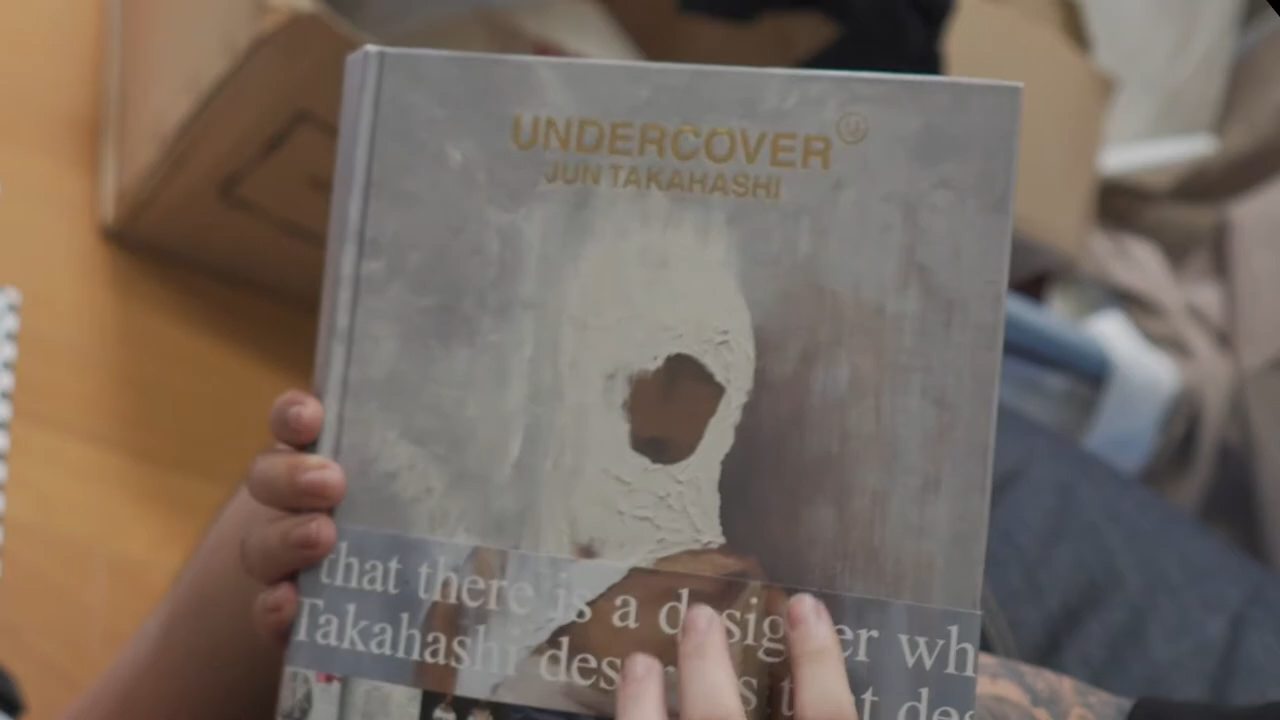 UNDERCOVER
JUN TAKAHASHI
that there is a designer wh
Takahashi des